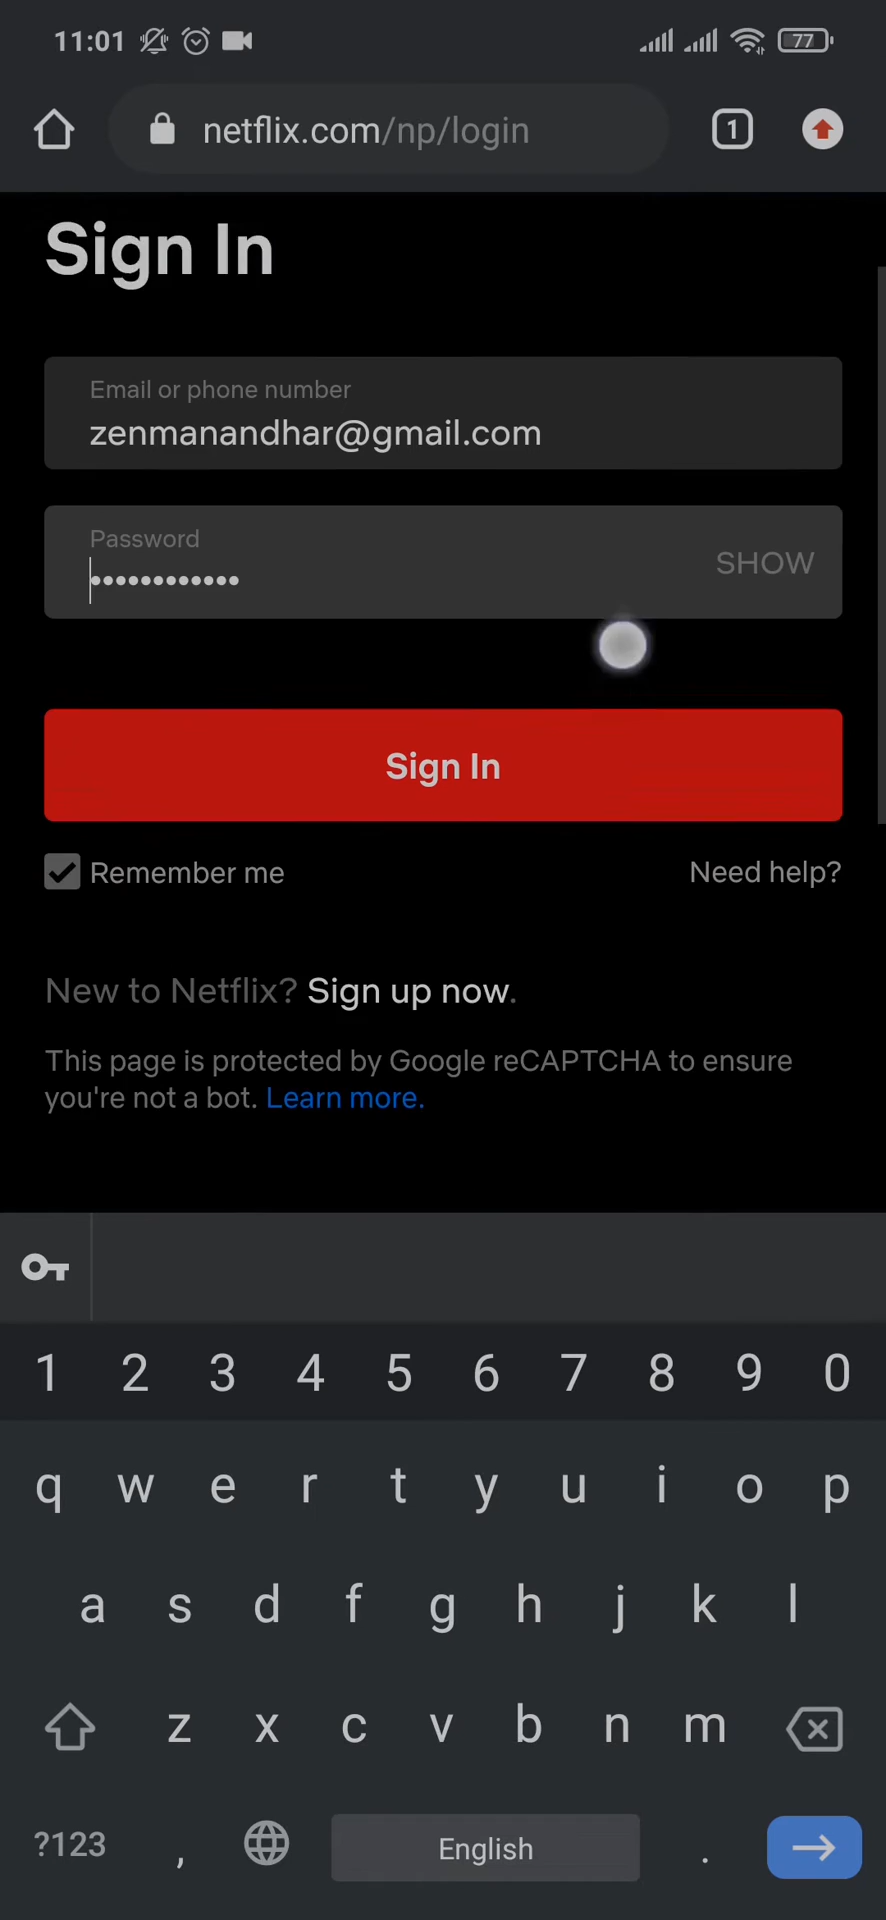 11:01
77
netflix.com/np/login
1
Sign In
Email or phone number
zenmanandhar@gmail.com
Password
••••••••••••
SHOW
Sign In
Remember me
Need help?
New to Netflix? Sign up now.
This page is protected by Google reCAPTCHA to ensure
you're not a bot. Learn more.
1 2 3 4 5 6 7 8 9 0
q w e r t y u i o p
a s d f g h j k l
z x c v b n m
?123 , English .